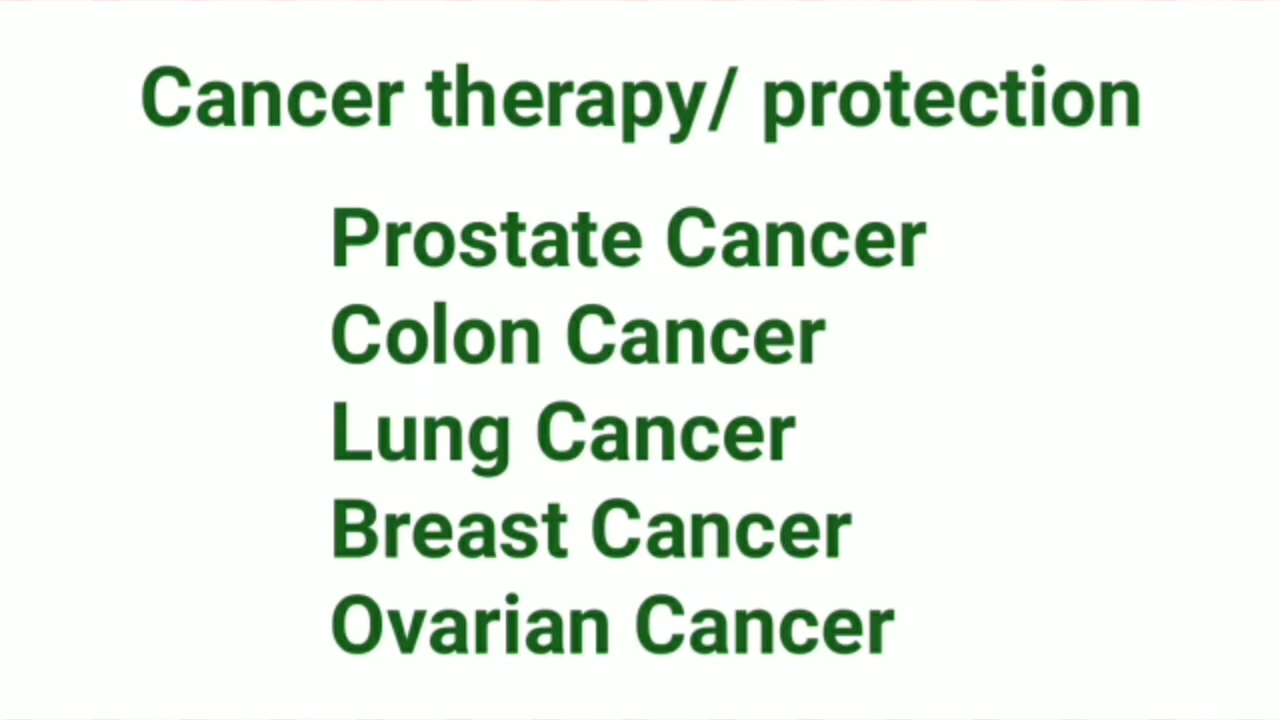 Cancer therapy/ protection
Prostate Cancer
Colon Cancer
Lung Cancer
Breast Cancer
Ovarian Cancer